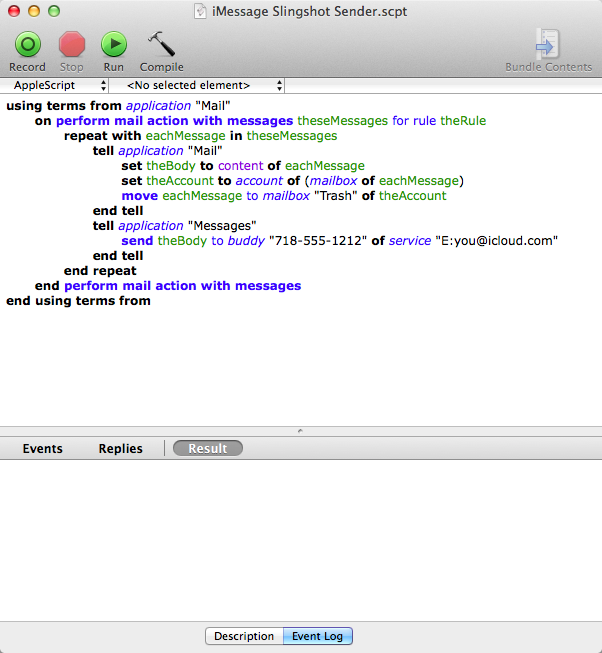 iMessage Slingshot Sender.scpt
Record Stop Run Compile Bundle Contents
AppleScript <No selected element>
using terms from application "Mail"
on perform mail action with messages theseMessages for rule theRule
repeat with eachMessage in theseMessages
tell application "Mail"
set theBody to content of eachMessage
set theAccount to account of (mailbox of eachMessage)
move eachMessage to mailbox "Trash" of theAccount
end tell
tell application "Messages"
send theBody to buddy "718-555-1212" of service "E:you@icloud.com"
end tell
end repeat
end perform mail action with messages
end using terms from
Events Replies Result
Description Event Log